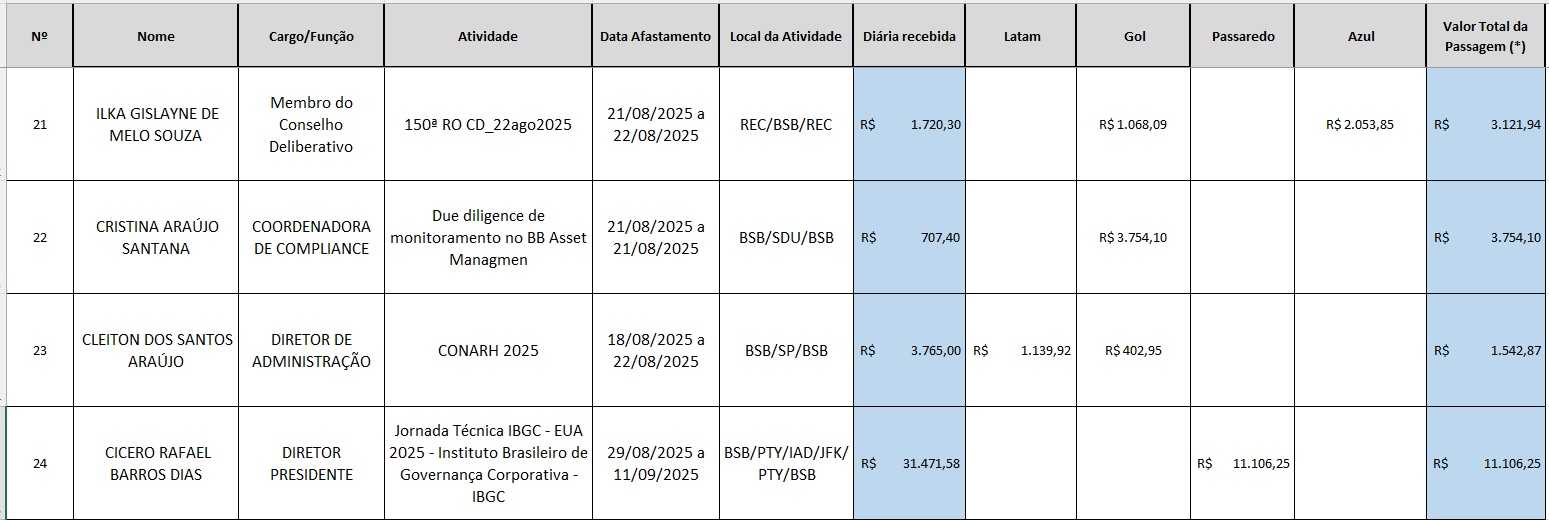 Nº Nome Cargo/Função Atividade Data Afastamento Local da Atividade Diária recebida Latam Gol Passaredo Azul Valor Total da
Passagem (*)
21 ILKA GISLAYNE DE
MELO SOUZA
Membro do
Conselho
Deliberativo
150ª RO CD_22ago2025
21/08/2025 a
22/08/2025
REC/BSB/REC
R$ 1.720,30
R$ 1.068,09
R$ 2.053,85
R$ 3.121,94
22
CRISTINA ARAÚJO
SANTANA
COORDENADORA
DE COMPLIANCE
Due diligence de
monitoramento no BB Asset
Managmen
21/08/2025 a
21/08/2025
BSB/SDU/BSB
R$ 707,40
R$ 3.754,10
R$ 3.754,10
23
CLEITON DOS SANTOS
ARAÚJO
DIRETOR DE
ADMINISTRAÇÃO
CONARH 2025
18/08/2025 a
22/08/2025
BSB/SP/BSB
R$ 3.765,00
R$ 1.139,92
R$ 402,95
R$ 1.542,87
24
CICERO RAFAEL
BARROS DIAS
DIRETOR
PRESIDENTE
Jornada Técnica IBGC - EUA
2025 - Instituto Brasileiro de
Governança Corporativa -
IBGC
29/08/2025 a
11/09/2025
BSB/PTY/IAD/JFK/
PTY/BSB
R$ 31.471,58
R$ 11.106,25
R$ 11.106,25